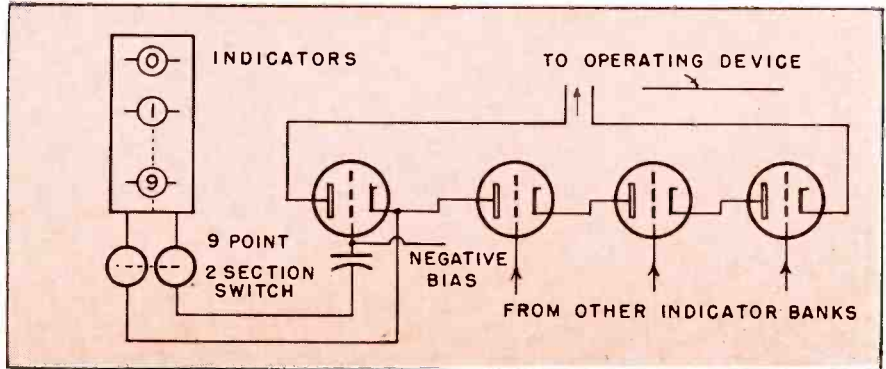 INDICATORS
TO OPERATING DEVICE
0
1
9
9 POINT
2 SECTION
SWITCH
NEGATIVE
BIAS
FROM OTHER INDICATOR BANKS